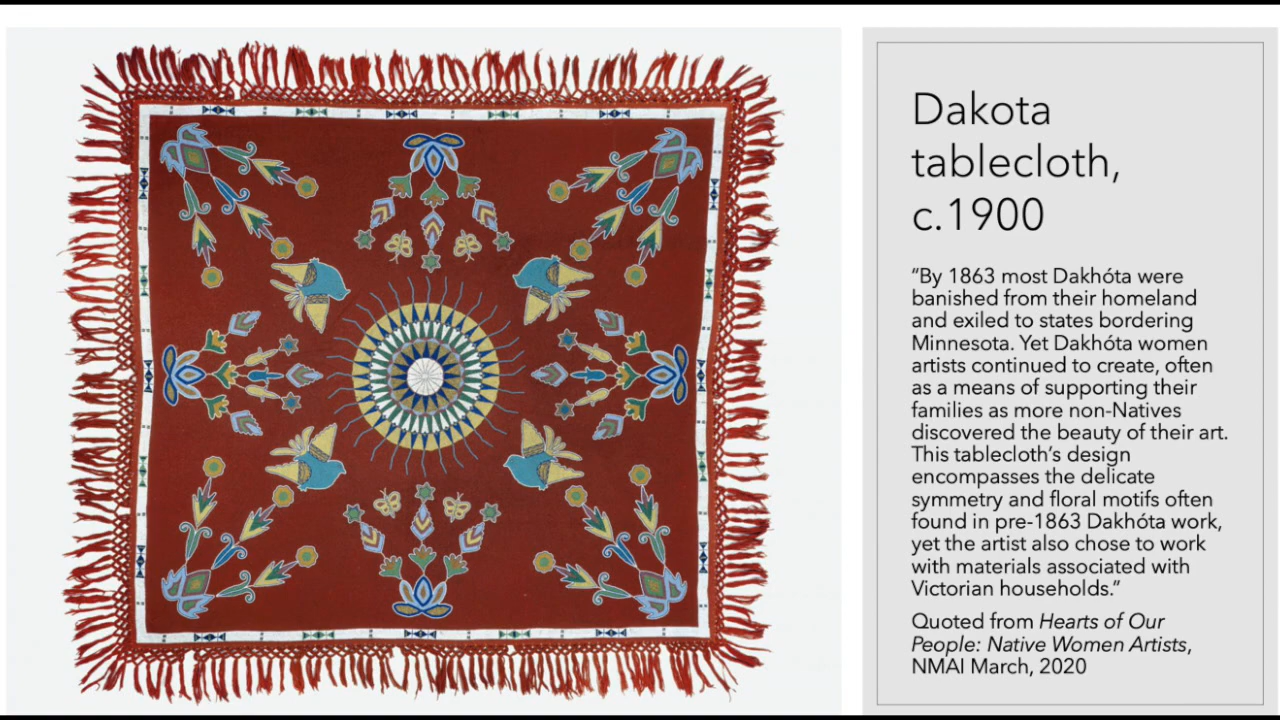 Dakota
tablecloth,
c.1900
“By 1863 most Dakhóta were
banished from their homeland
and exiled to states bordering
Minnesota. Yet Dakhóta women
artists continued to create, often
as a means of supporting their
families as more non-Natives
discovered the beauty of their art.
This tablecloth’s design
encompasses the delicate
symmetry and floral motifs often
found in pre-1863 Dakhóta work,
yet the artist also chose to work
with materials associated with
Victorian households.”
Quoted from Hearts of Our
People: Native Women Artists,
NMAI March, 2020